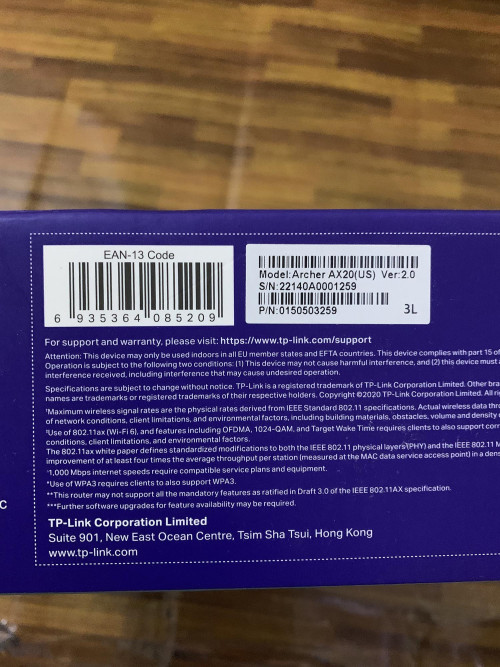 EAN-13 Code
6 935364 085209
Model:Archer AX20(US) Ver:2.0
S/N:22140A0001259
P/N:0150503259 3L
For support and warranty, please visit: https://www.tp-link.com/support
Attention: This device may only be used indoors in all EU member states and EFTA countries. This device complies with part 15 of
Operation is subject to the following two conditions: (1) This device may not cause harmful interference, and (2) this device must a
interference received, including interference that may cause undesired operation.
Specifications are subject to change without notice. TP-Link is a registered trademark of TP-Link Corporation Limited. Other bra
names are trademarks or registered trademarks of their respective holders. Copyright ©2020 TP-Link Corporation Limited. All rig
Maximum wireless signal rates are the physical rates derived from IEEE Standard 802.11 specifications. Actual wireless data thro
of network conditions, client limitations, and environmental factors, including building materials, obstacles, volume and density o
Use of 802.11ax (Wi-Fi 6), and features including OFDMA, 1024-QAM, and Target Wake Time requires clients to also support corr
conditions, client limitations, and environmental factors.
The 802.11ax white paper defines standardized modifications to both the IEEE 802.11 physical layers (PHY) and the IEEE 802.11 M
improvement of at least four times the average throughput per station (measured at the MAC data service access point) in a dens
1,000 Mbps internet speeds require compatible service plans and equipment.
*Use of WPA3 requires clients to also support WPA3.
**This router may not support all the mandatory features as ratified in Draft 3.0 of the IEEE 802.11AX specification.
***Further software upgrades for feature availability may be required.
C
TP-Link Corporation Limited
Suite 901, New East Ocean Centre, Tsim Sha Tsui, Hong Kong
www.tp-link.com